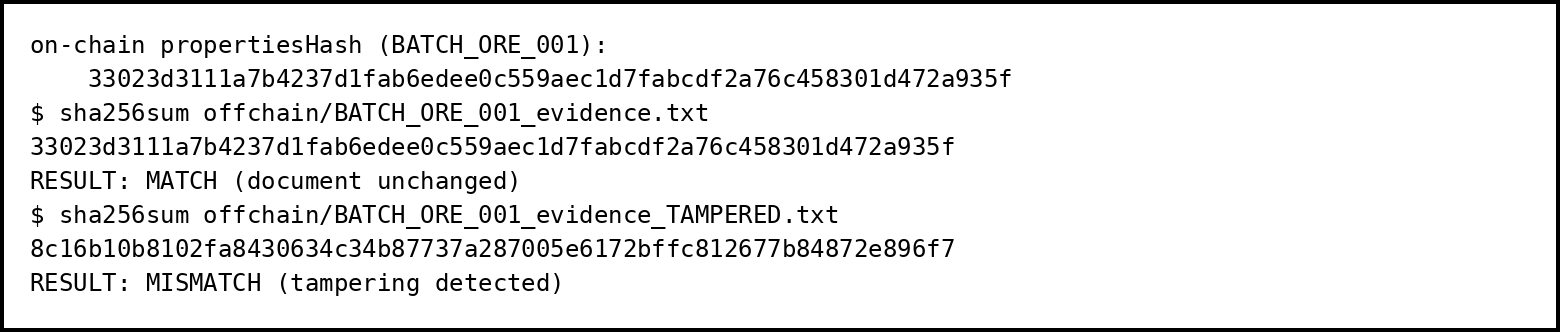 on-chain propertiesHash (BATCH_ORE_001):
33023d3111a7b4237d1fab6edee0c559aec1d7fabcdf2a76c458301d472a935f
$ sha256sum offchain/BATCH_ORE_001_evidence.txt
33023d3111a7b4237d1fab6edee0c559aec1d7fabcdf2a76c458301d472a935f
RESULT: MATCH (document unchanged)
$ sha256sum offchain/BATCH_ORE_001_evidence_TAMPERED.txt
8c16b10b8102fa8430634c34b87737a287005e6172bffc812677b84872e896f7
RESULT: MISMATCH (tampering detected)